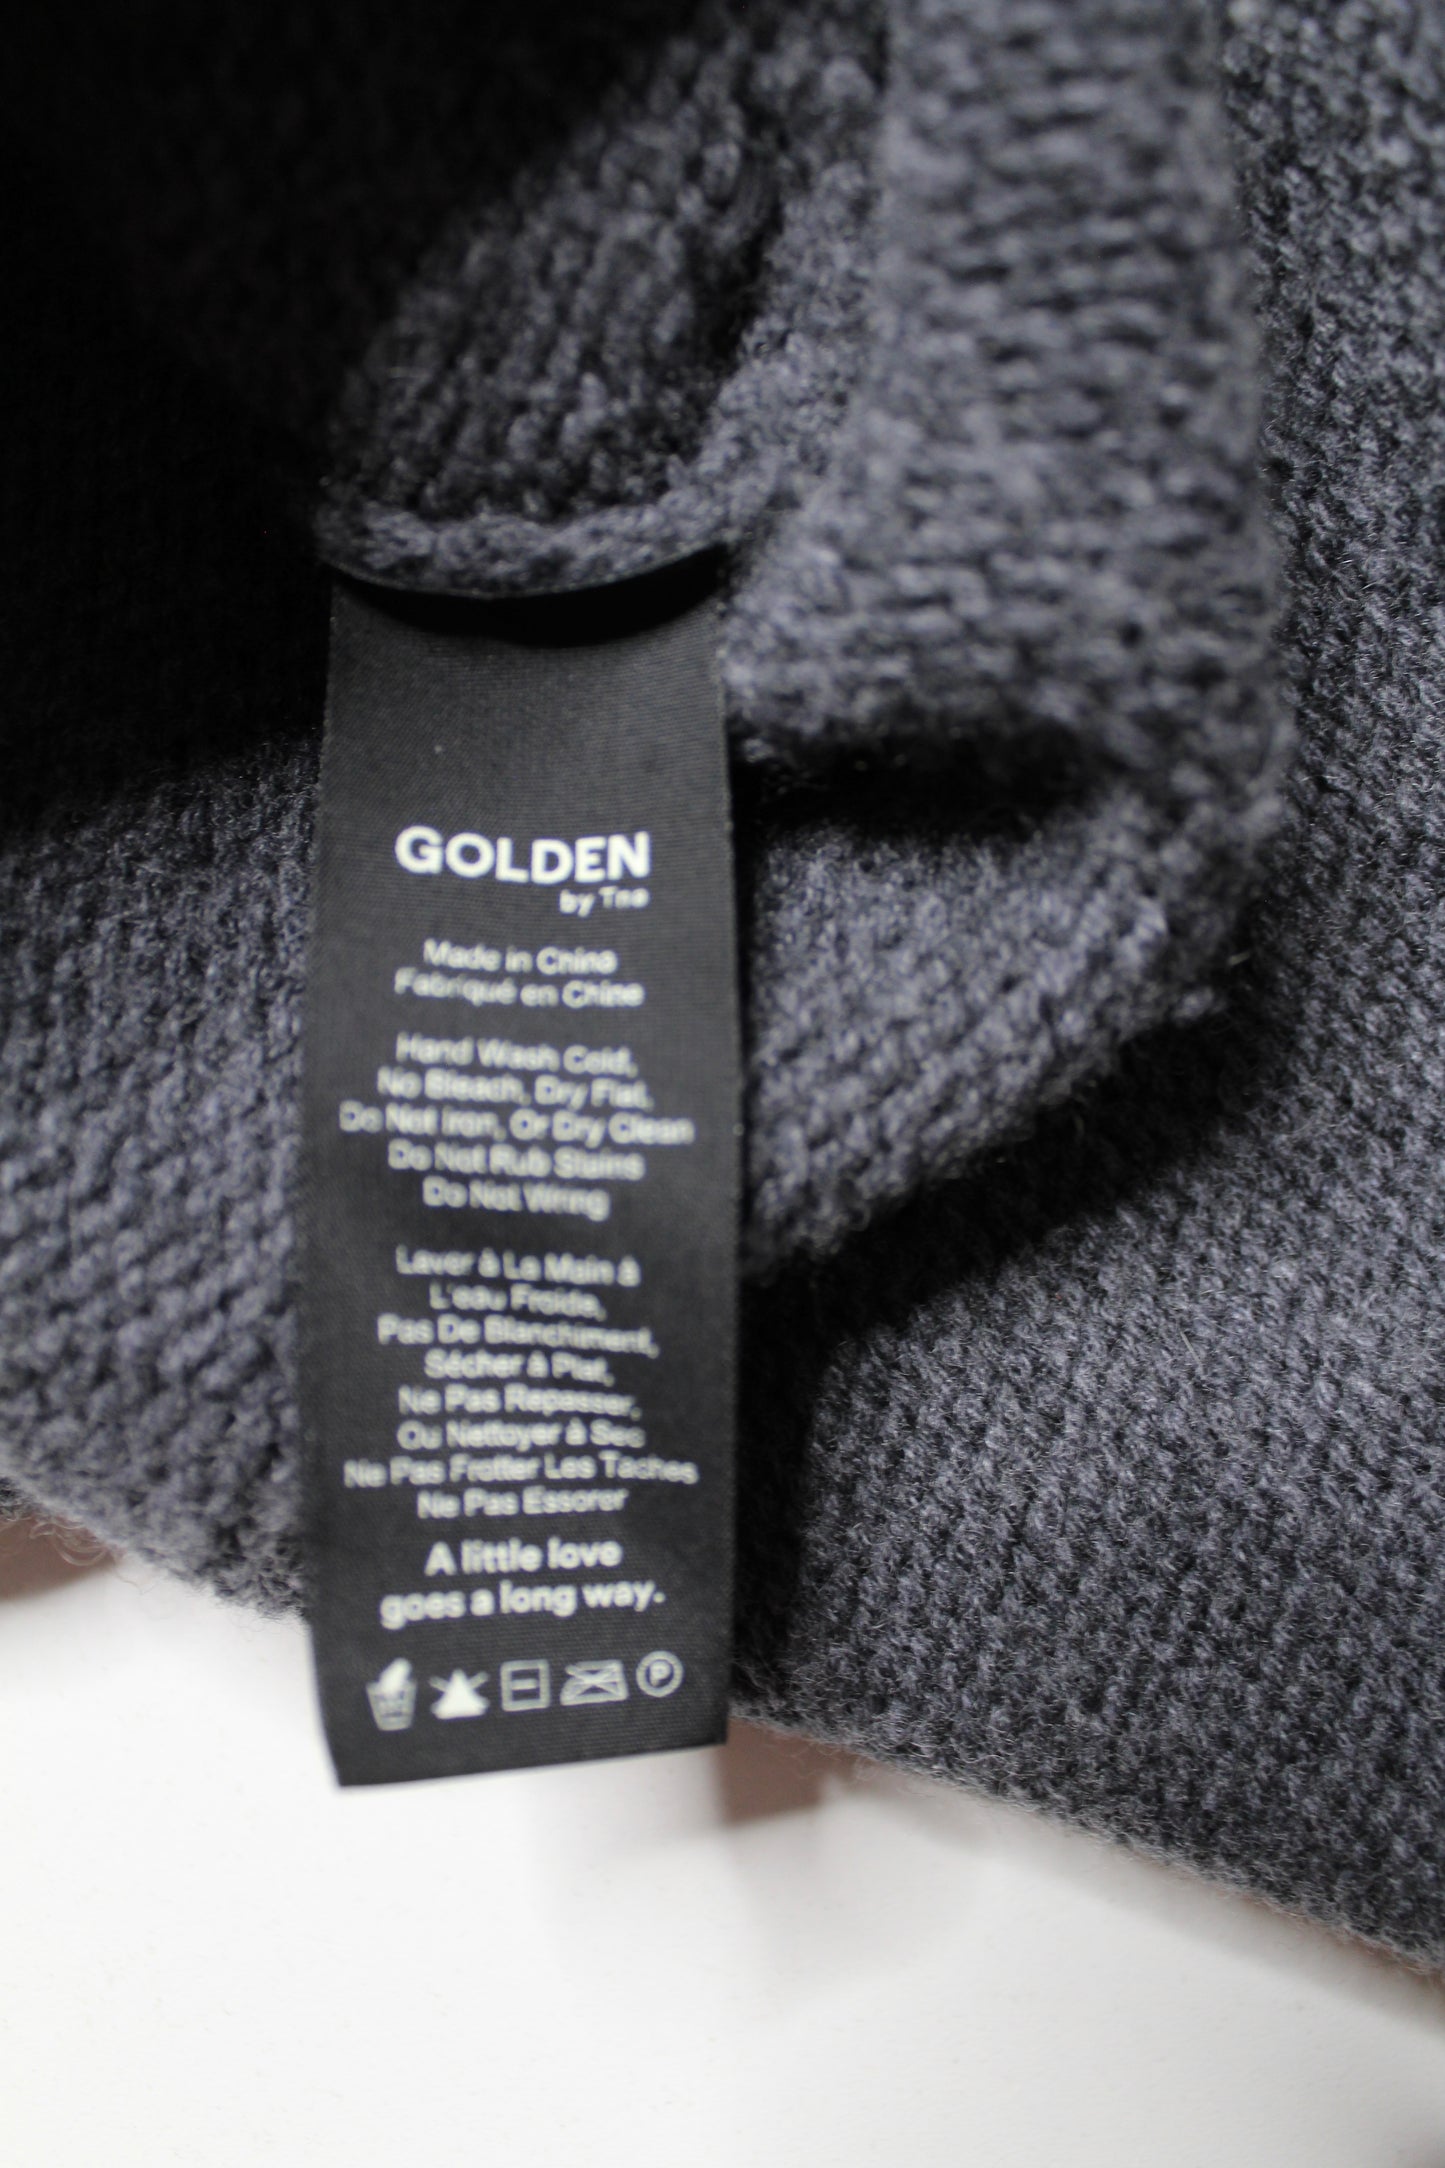 GOLDEN
by Tna
Made in China
Fabriqué en Chine
Hand Wash Cold,
No Bleach, Dry Flat,
Do Not Iron, Or Dry Clean
Do Not Rub Stains
Do Not Wring
Laver à La Main à
L'eau Froide,
Pas De Blanchiment,
Sécher à Plat,
Ne Pas Repasser,
Ou Nettoyer à Sec
Ne Pas Frotter Les Taches
Ne Pas Essorer
A little love
goes a long way.
P